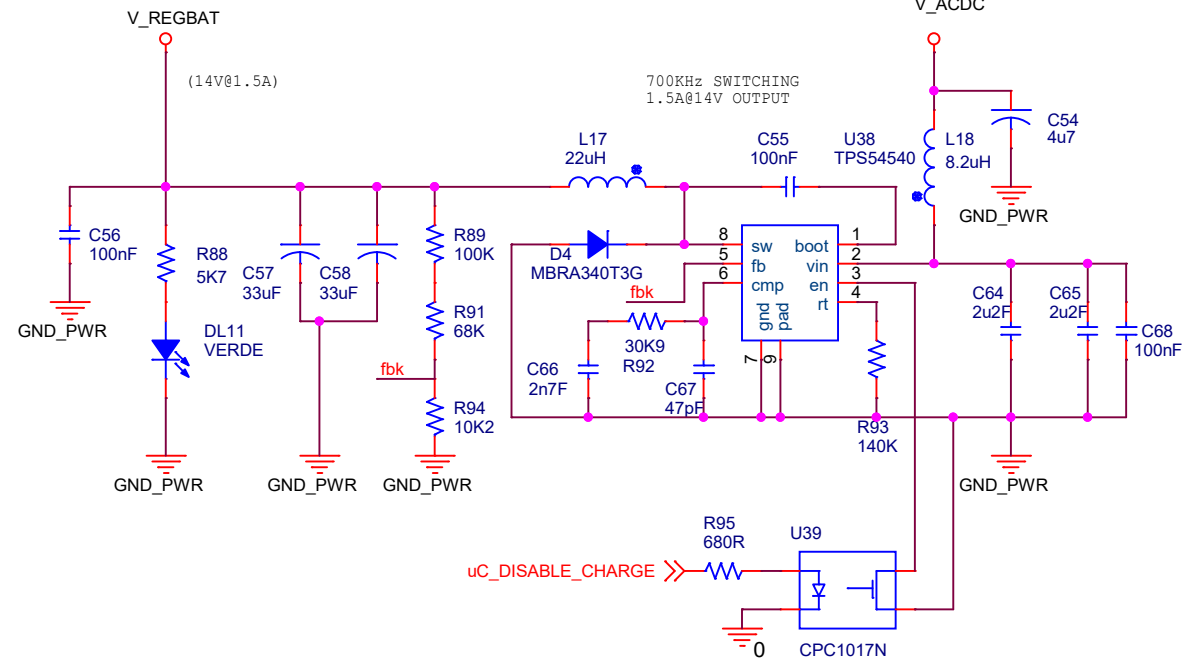 V_REGBAT
V_ACDC
(14V@1.5A)
700KHz SWITCHING
1.5A@14V OUTPUT
L17
22uH
C55
100nF
U38
TPS54540
L18
8.2uH
C54
4u7
GND_PWR
C56
100nF
GND_PWR
R88
5K7
DL11
VERDE
GND_PWR
C57
33uF
C58
33uF
GND_PWR
R89
100K
R91
68K
fbk
R94
10K2
GND_PWR
D4
MBRA340T3G
fbk
8
5
6
sw
fb
cmp
boot
vin
en
rt
1
2
3
4
gnd
pad
7
9
30K9
R92
C66
2n7F
C67
47pF
R93
140K
C64
2u2F
C65
2u2F
C68
100nF
GND_PWR
R95
680R
U39
uC_DISABLE_CHARGE
0
CPC1017N